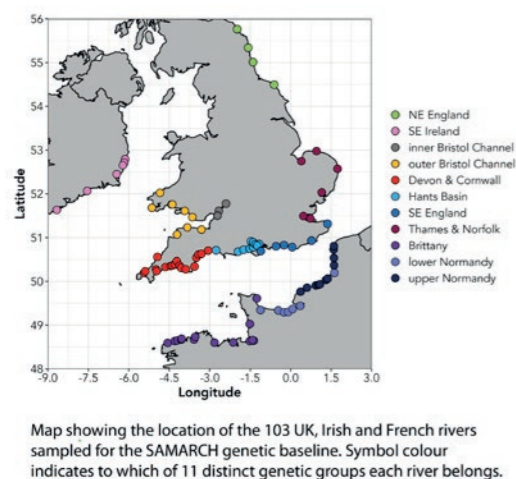 56
55
54
53
52
51
50
49
48
Latitude
-9.0 -7.5 -6.0 -4.5 -3.0 -1.5 0.0 1.5 3.0
Longitude
NE England
SE Ireland
inner Bristol Channel
outer Bristol Channel
Devon & Cornwall
Hants Basin
SE England
Thames & Norfolk
Brittany
lower Normandy
upper Normandy
Map showing the location of the 103 UK, Irish and French rivers
sampled for the SAMARCH genetic baseline. Symbol colour
indicates to which of 11 distinct genetic groups each river belongs.